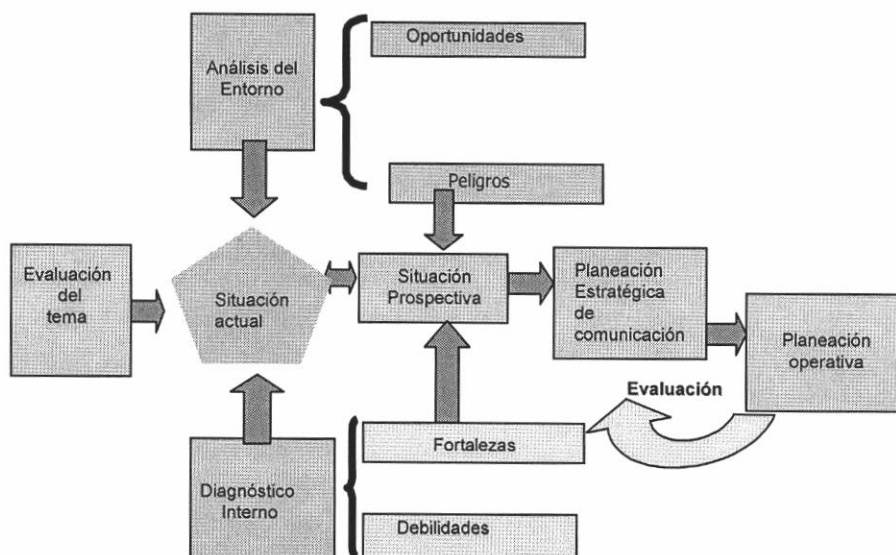 Oportunidades
Análisis del
Entorno
Peligros
Evaluación
del
tema
Situación
actual
Situación
Prospectiva
Planeación
Estratégica
de
comunicación
Planeación
operativa
Evaluación
Fortalezas
Diagnóstico
Interno
Debilidades